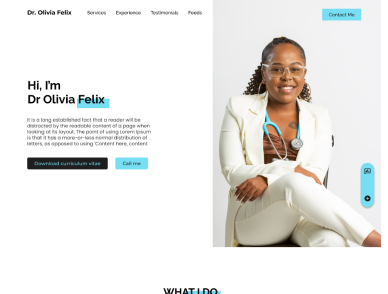 Dr. Olivia Felix
Services Experience Testimonials Feeds
Contact Me
Hi, I'm
Dr Olivia Felix
It is a long established fact that a reader will be
distracted by the readable content of a page when
looking at its layout. The point of using Lorem Ipsum
is that it has a more-or-less normal distribution of
letters, as opposed to using 'Content here, content
Download curriculum vitae Call me
WHAT I DO